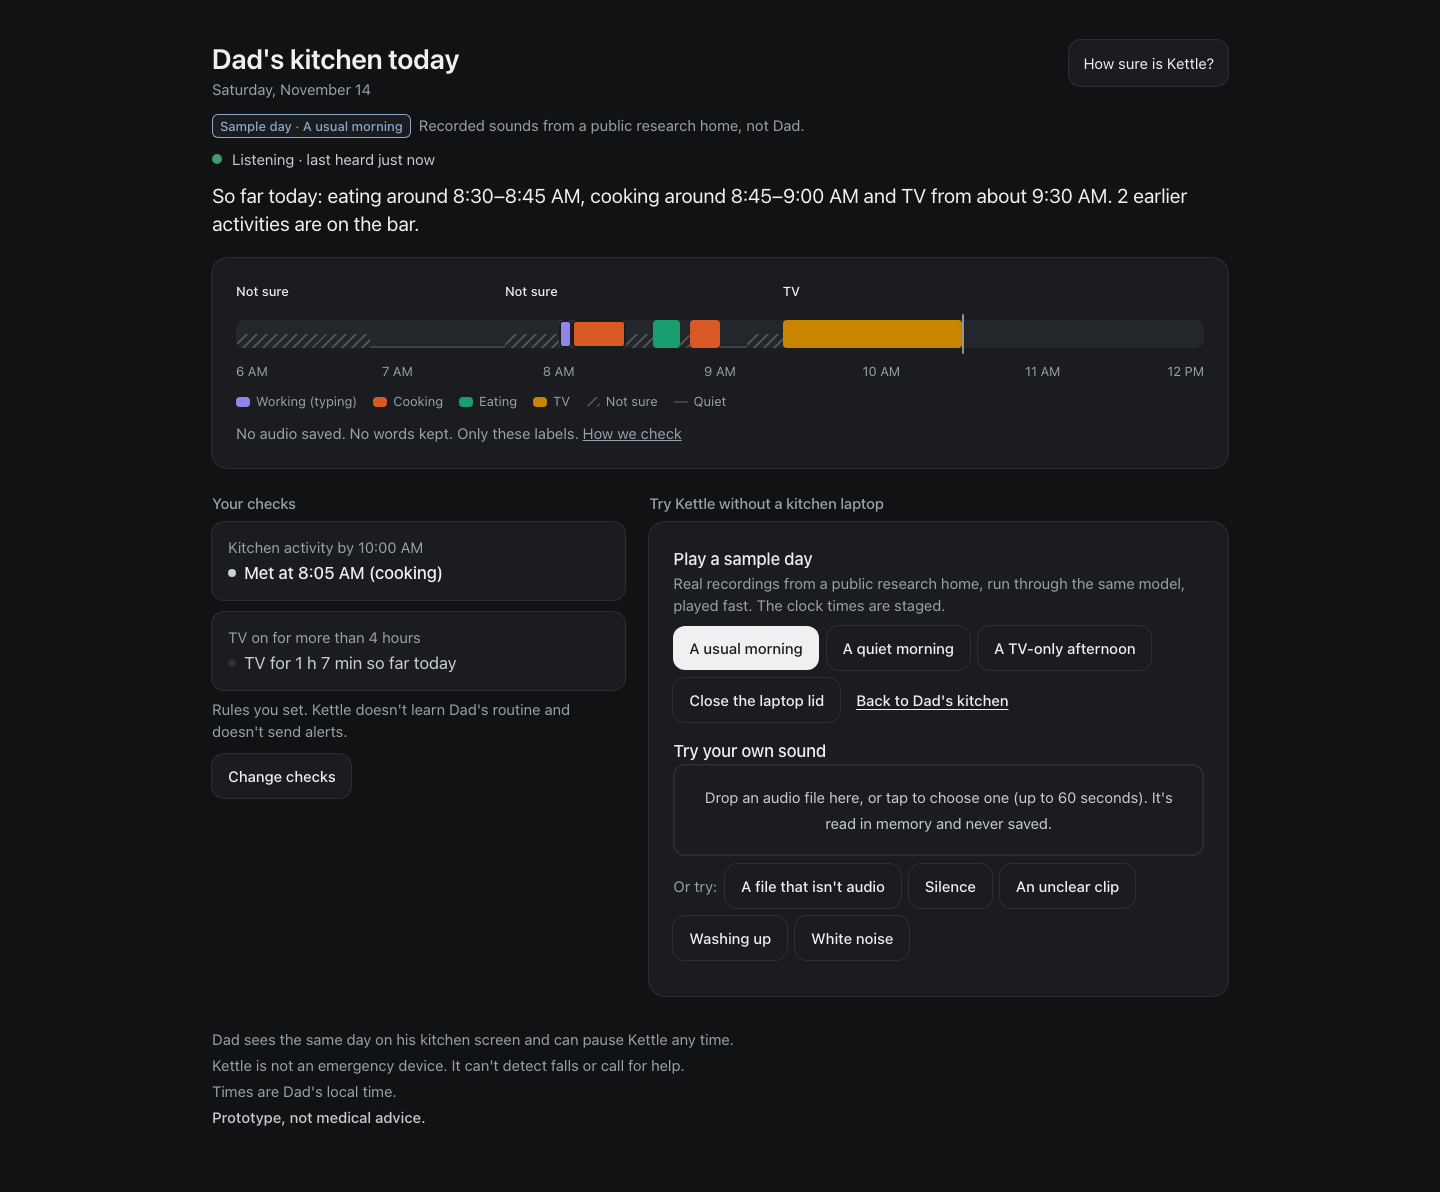 Dad's kitchen today
How sure is Kettle?
Saturday, November 14
Sample day · A usual morning Recorded sounds from a public research home, not Dad.
Listening · last heard just now
So far today: eating around 8:30–8:45 AM, cooking around 8:45–9:00 AM and TV from about 9:30 AM. 2 earlier
activities are on the bar.
Not sure Not sure TV
6 AM 7 AM 8 AM 9 AM 10 AM 11 AM 12 PM
Working (typing) Cooking Eating TV Not sure Quiet
No audio saved. No words kept. Only these labels. How we check
Your checks
Kitchen activity by 10:00 AM
Met at 8:05 AM (cooking)
TV on for more than 4 hours
TV for 1 h 7 min so far today
Rules you set. Kettle doesn't learn Dad's routine and
doesn't send alerts.
Change checks
Try Kettle without a kitchen laptop
Play a sample day
Real recordings from a public research home, run through the same model,
played fast. The clock times are staged.
A usual morning A quiet morning A TV-only afternoon
Close the laptop lid Back to Dad's kitchen
Try your own sound
Drop an audio file here, or tap to choose one (up to 60 seconds). It's
read in memory and never saved.
Or try: A file that isn't audio Silence An unclear clip
Washing up White noise
Dad sees the same day on his kitchen screen and can pause Kettle any time.
Kettle is not an emergency device. It can't detect falls or call for help.
Times are Dad's local time.
Prototype, not medical advice.